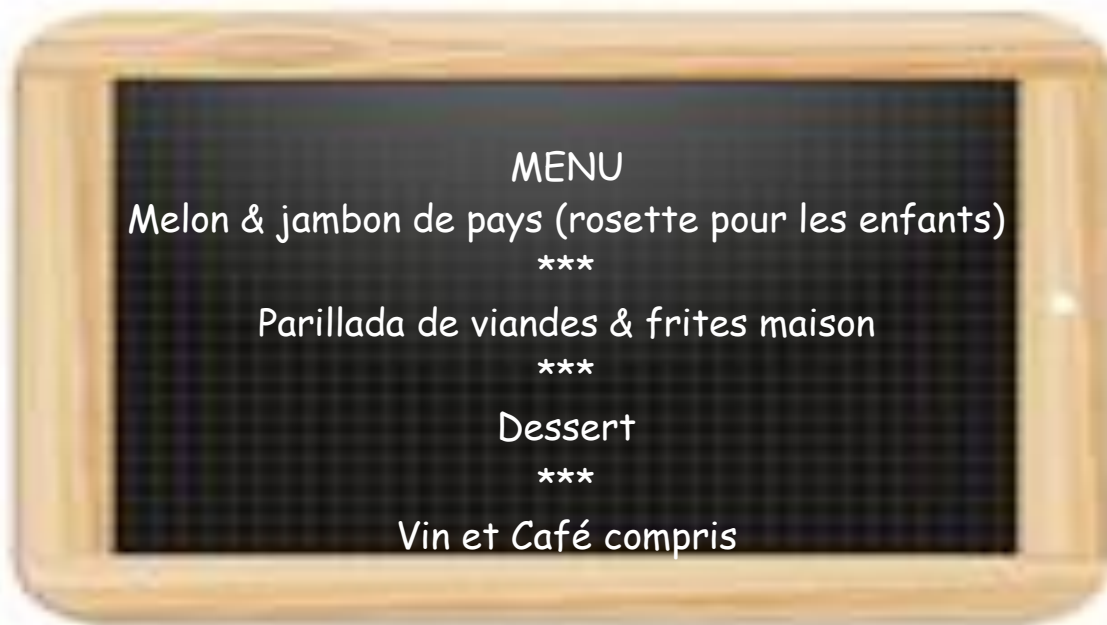 MENU
Melon & jambon de pays (rosette pour les enfants)
***
Parillada de viandes & frites maison
***
Dessert
***
Vin et Café compris